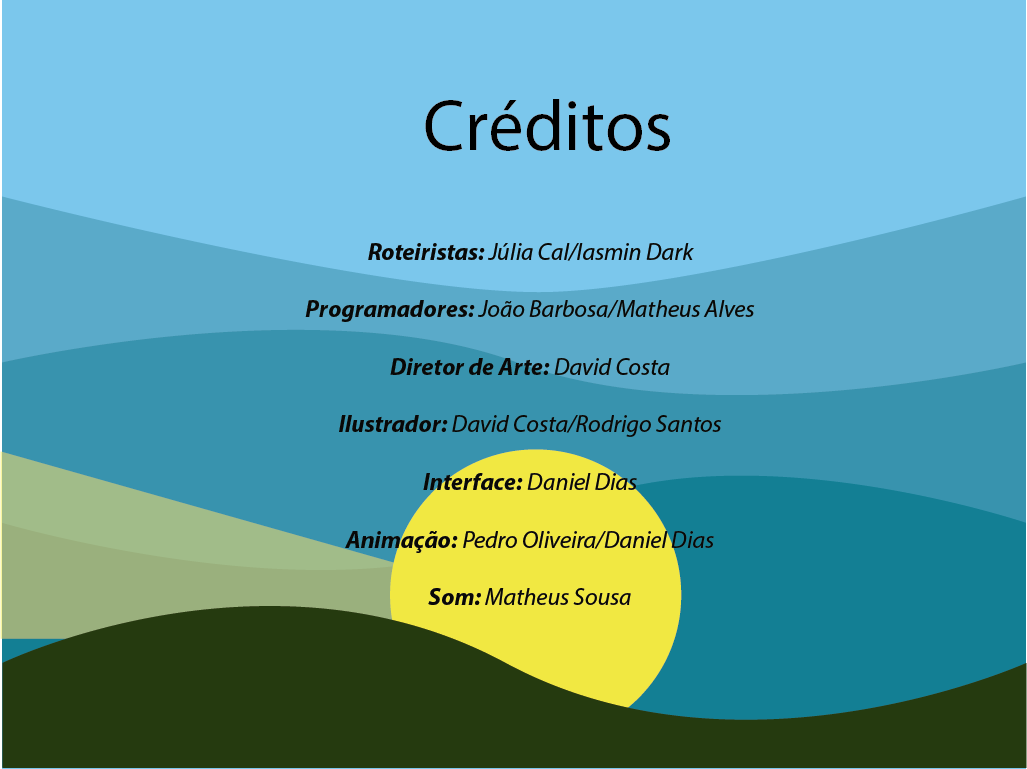 Créditos
Roteiristas: Júlia Cal/Iasmin Dark
Programadores: João Barbosa/Matheus Alves
Diretor de Arte: David Costa
Ilustrador: David Costa/Rodrigo Santos
Interface: Daniel Dias
Animação: Pedro Oliveira/Daniel Dias
Som: Matheus Sousa